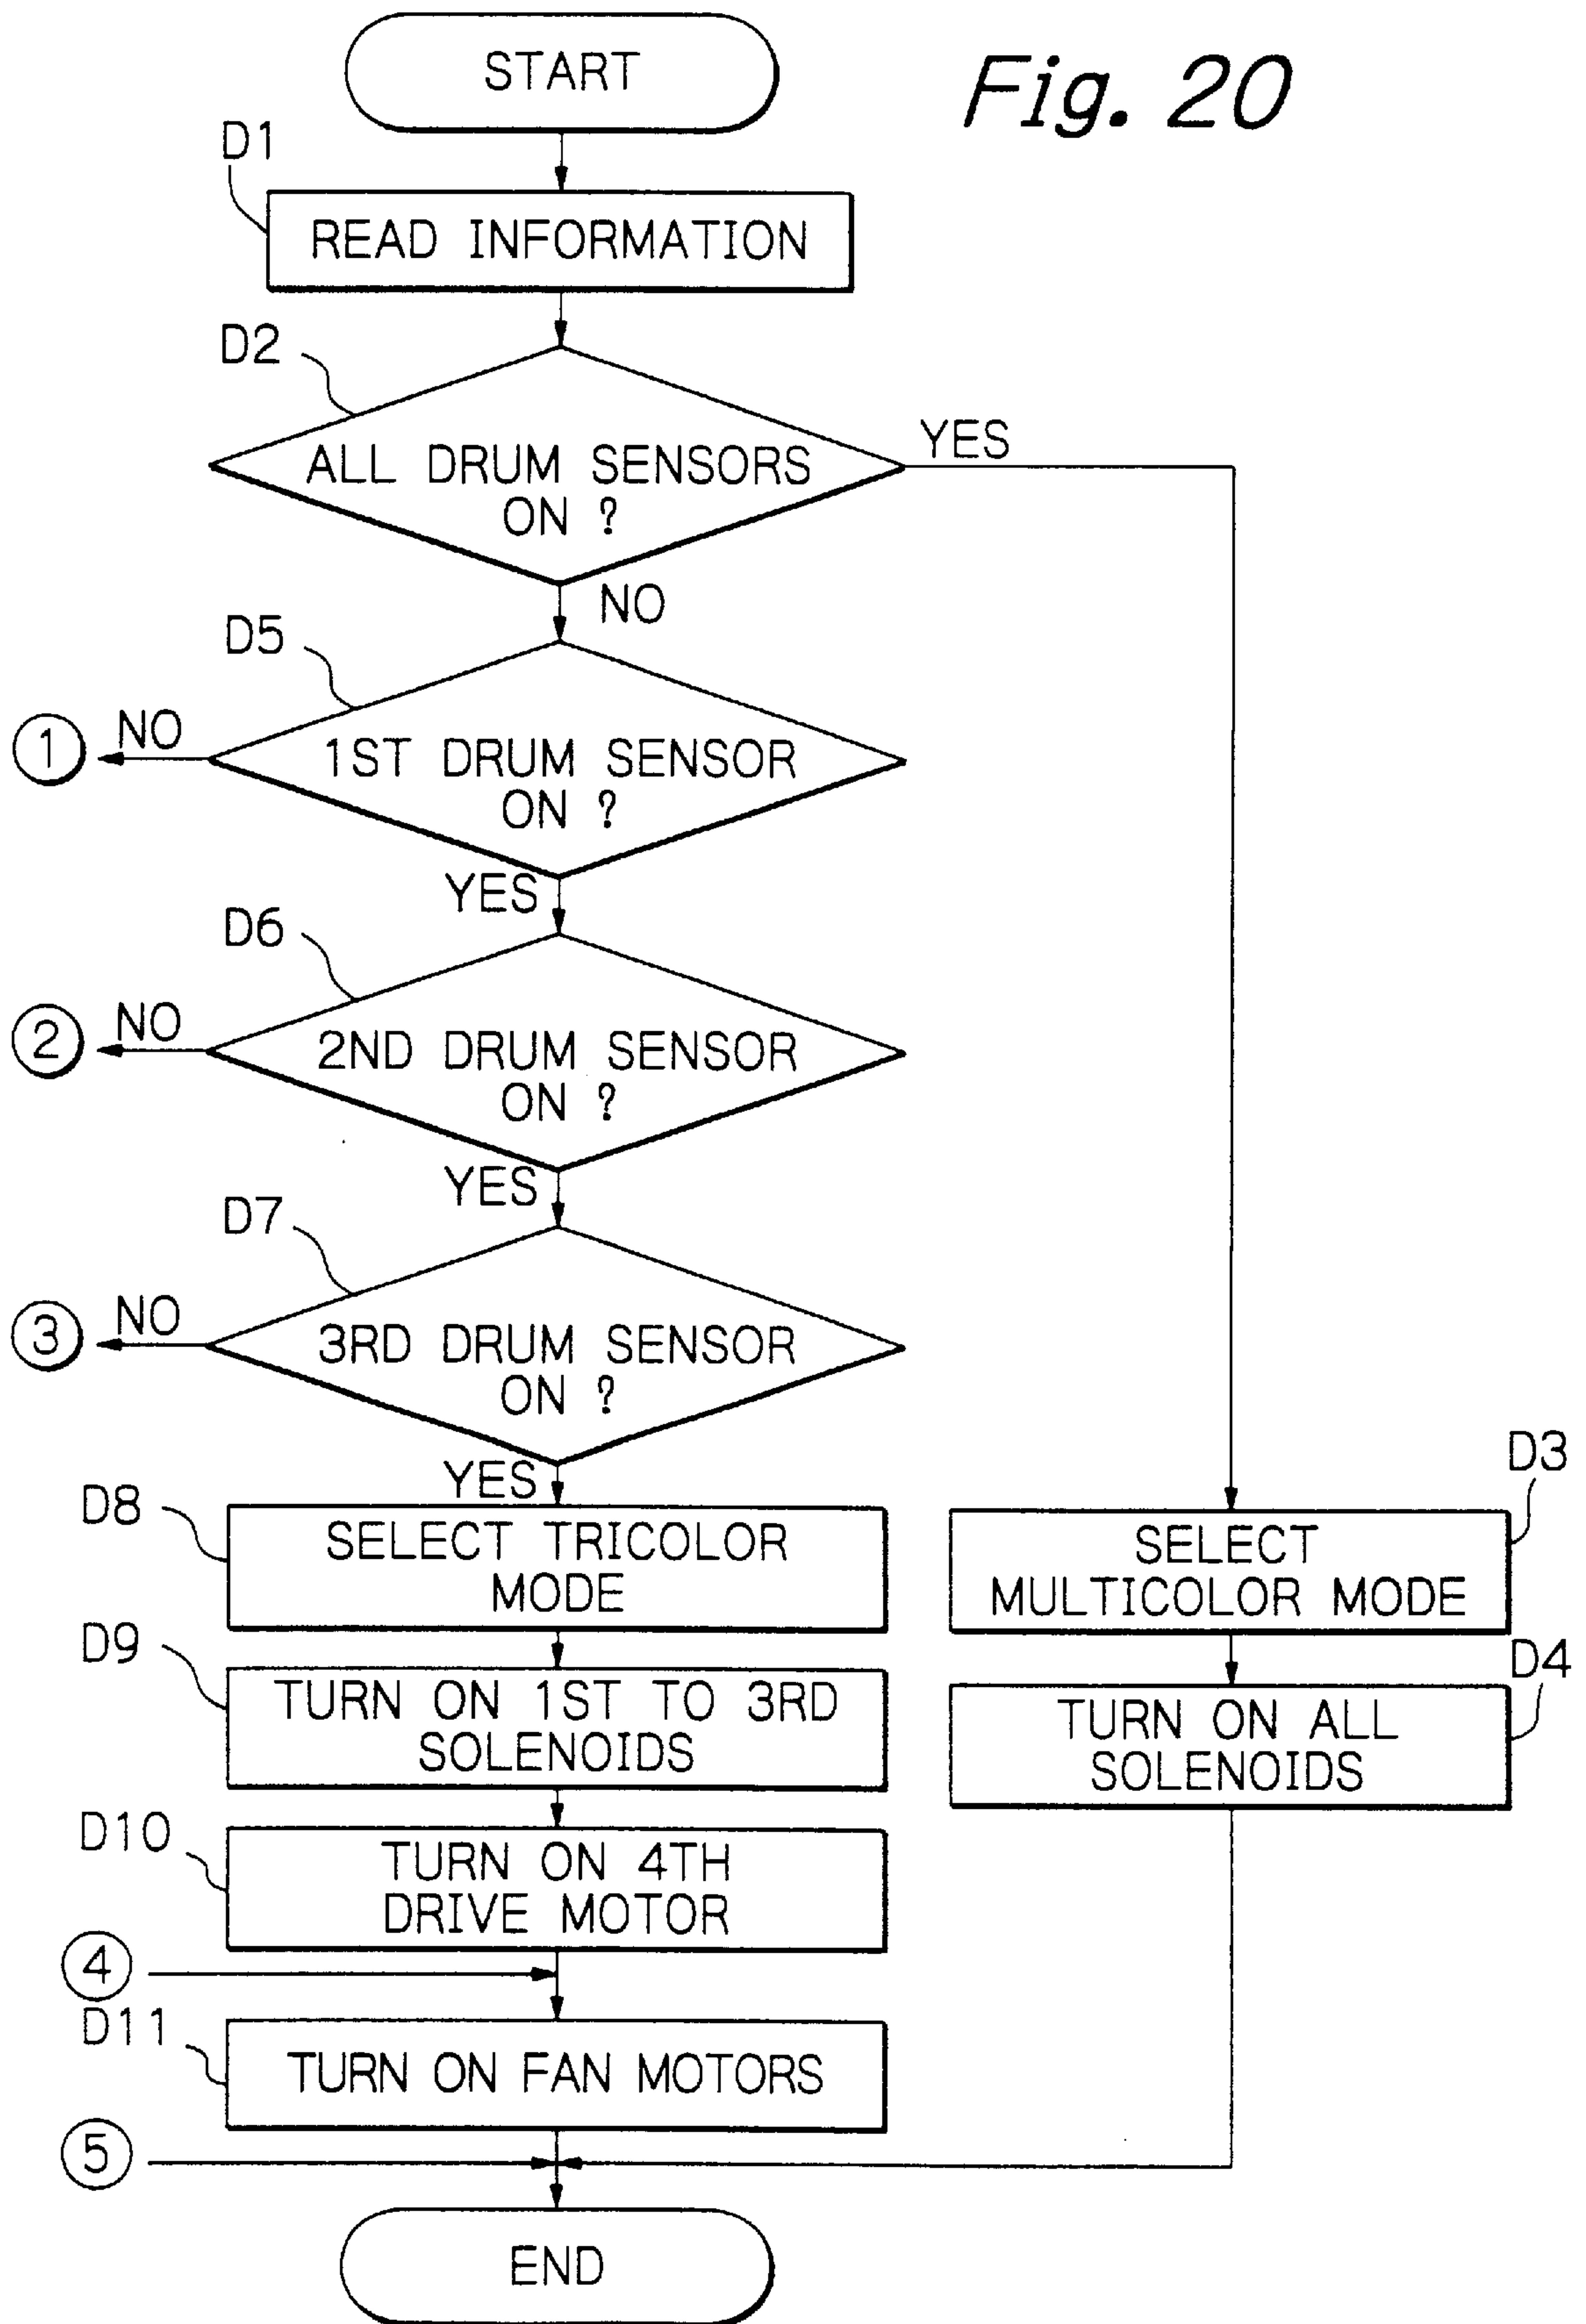 START
Fig. 20
D1
READ INFORMATION
D2
ALL DRUM SENSORS
ON ?
YES
NO
D5
1
NO
1ST DRUM SENSOR
ON ?
YES
D6
2
NO
2ND DRUM SENSOR
ON ?
YES
D7
3
NO
3RD DRUM SENSOR
ON ?
YES
D8
SELECT TRICOLOR
MODE
D3
SELECT
MULTICOLOR MODE
D9
TURN ON 1ST TO 3RD
SOLENOIDS
D4
TURN ON ALL
SOLENOIDS
D10
TURN ON 4TH
DRIVE MOTOR
4
D11
TURN ON FAN MOTORS
5
END